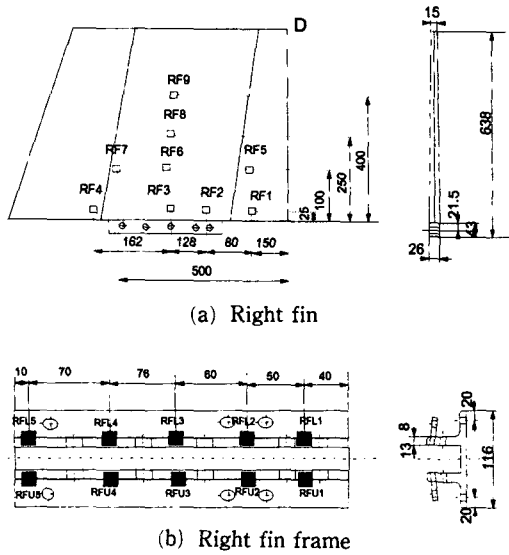 15
D
RF9
RF8
RF7
RF6
RF5
RF4
RF3
RF2
RF1
25
100
250
400
638
21.5
43
26
162
128
80
150
500
(a) Right fin
10
70
76
60
50
40
RFL5
RFL4
RFL3
RFL2
RFL1
RFU5
RFU4
RFU3
RFU2
RFU1
20
8
13
116
20
(b) Right fin frame